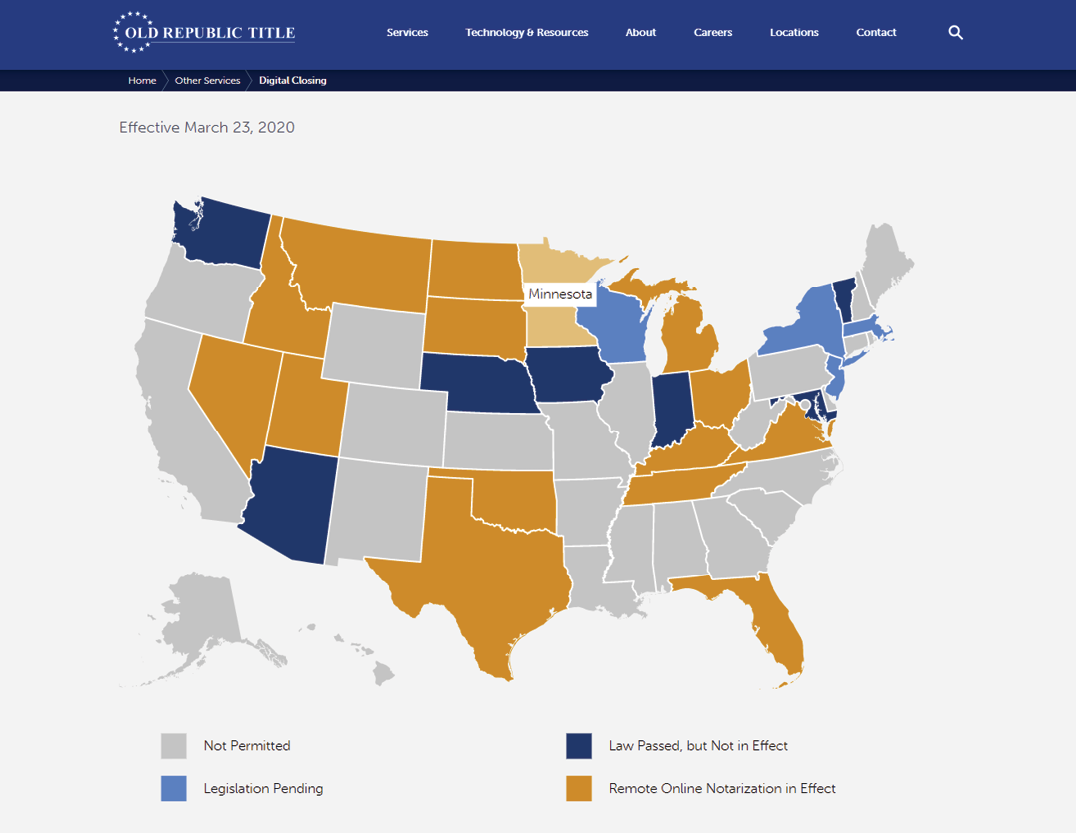 OLD REPUBLIC TITLE
Services
Technology & Resources
About
Careers
Locations
Contact
Home
Other Services
Digital Closing
Effective March 23, 2020
Minnesota
Not Permitted
Law Passed, but Not in Effect
Legislation Pending
Remote Online Notarization in Effect